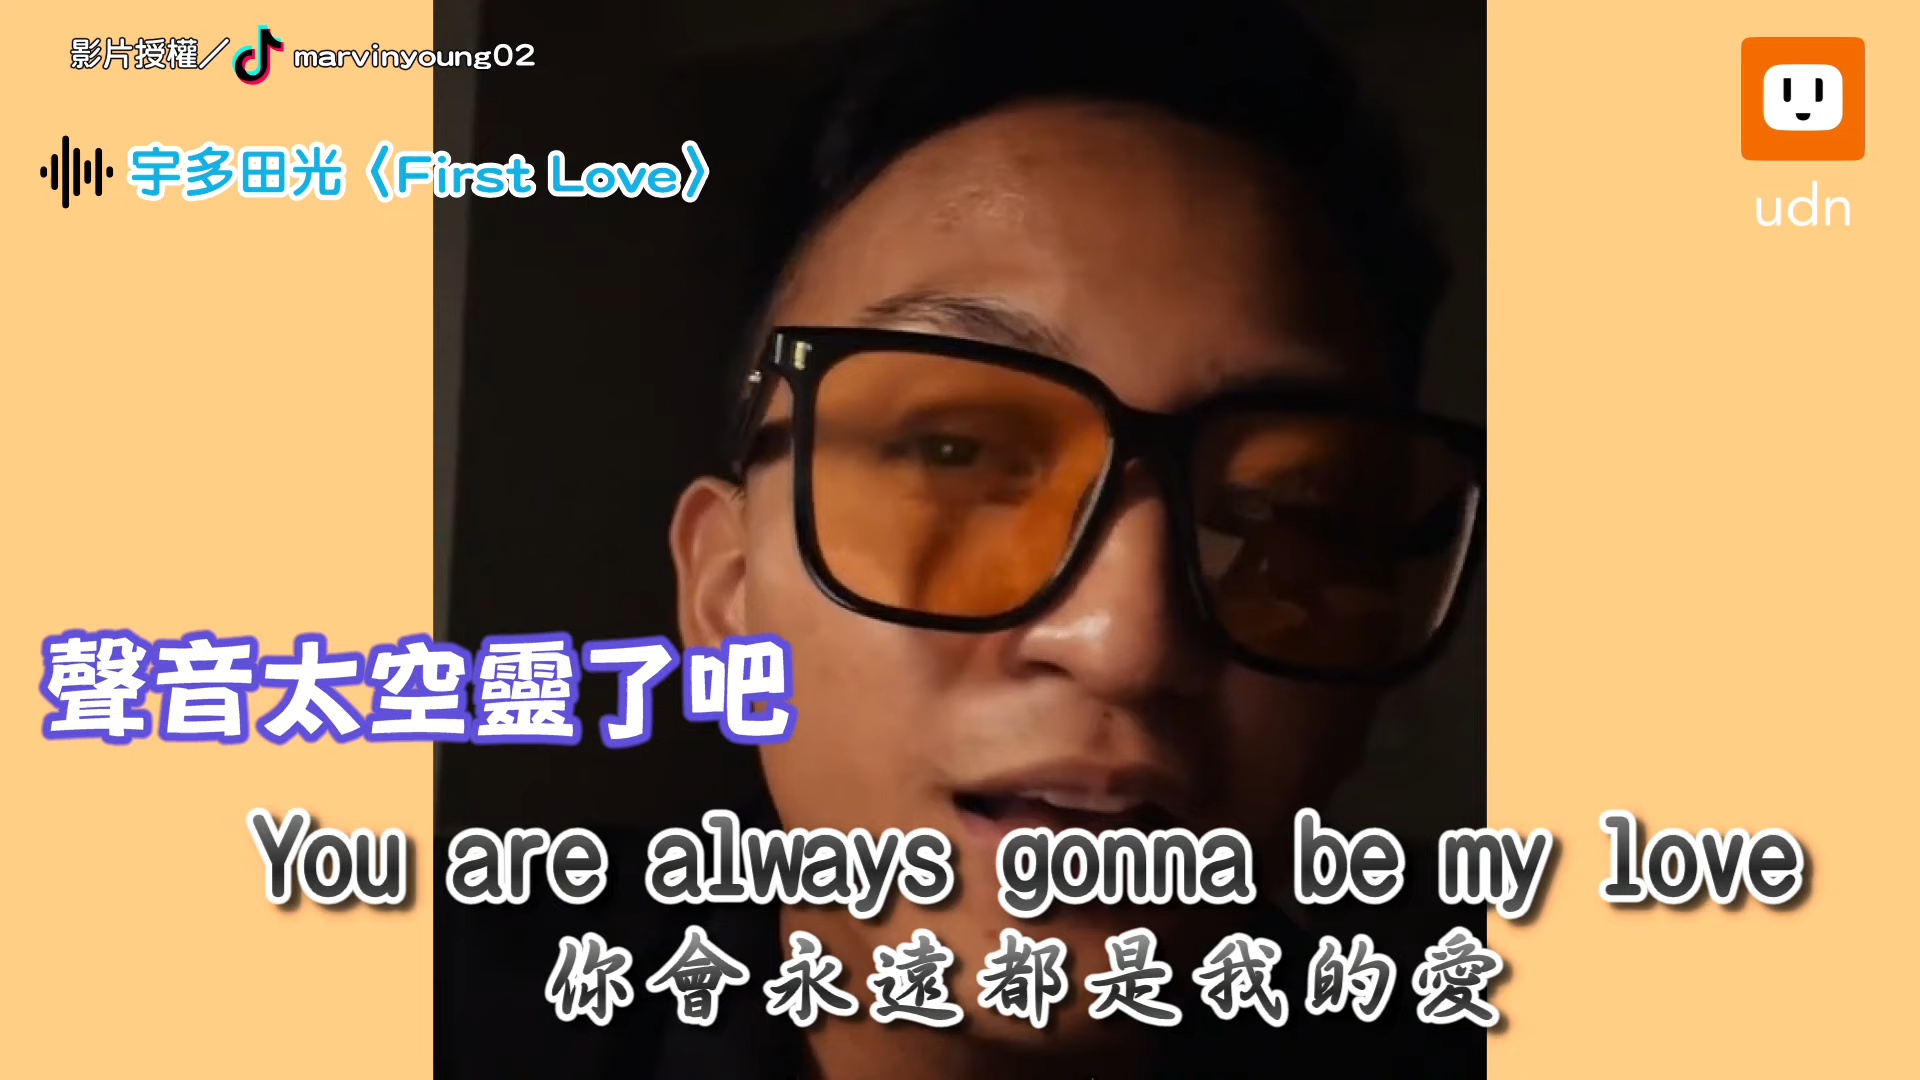 影片授權／ marvinyoung02
宇多田光〈First Love〉
udn
聲音太空靈了吧
You are always gonna be my love
你會永遠都是我的愛